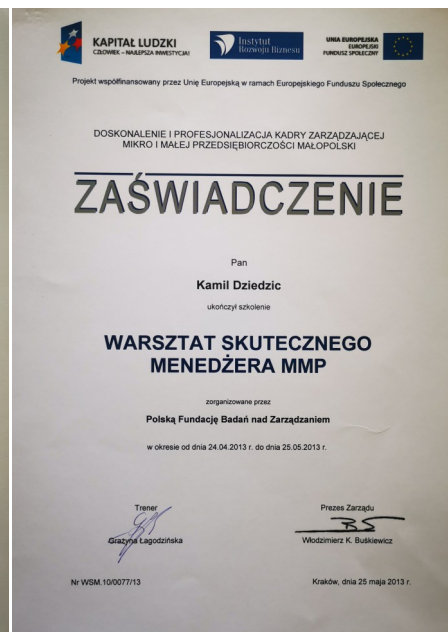 KAPITAŁ LUDZKI
CZŁOWIEK – NAJLEPSZA INWESTYCJA!
Instytut
Rozwoju Biznesu
UNIA EUROPEJSKA
EUROPEJSKI
FUNDUSZ SPOŁECZNY
Projekt współfinansowany przez Unię Europejską w ramach Europejskiego Funduszu Społecznego
DOSKONALENIE I PROFESJONALIZACJA KADRY ZARZĄDZAJĄCEJ
MIKRO I MAŁEJ PRZEDSIĘBIORCZOŚCI MAŁOPOLSKI
ZAŚWIADCZENIE
Pan
Kamil Dziedzic
ukończył szkolenie
WARSZTAT SKUTECZNEGO
MENEDŻERA MMP
zorganizowane przez
Polską Fundację Badań nad Zarządzaniem
w okresie od dnia 24.04.2013 r. do dnia 25.05.2013 r.
Trener
Grażyna Łagodzińska
Prezes Zarządu
Włodzimierz K. Buśkiewicz
Nr WSM.10/0077/13
Kraków, dnia 25 maja 2013 r.